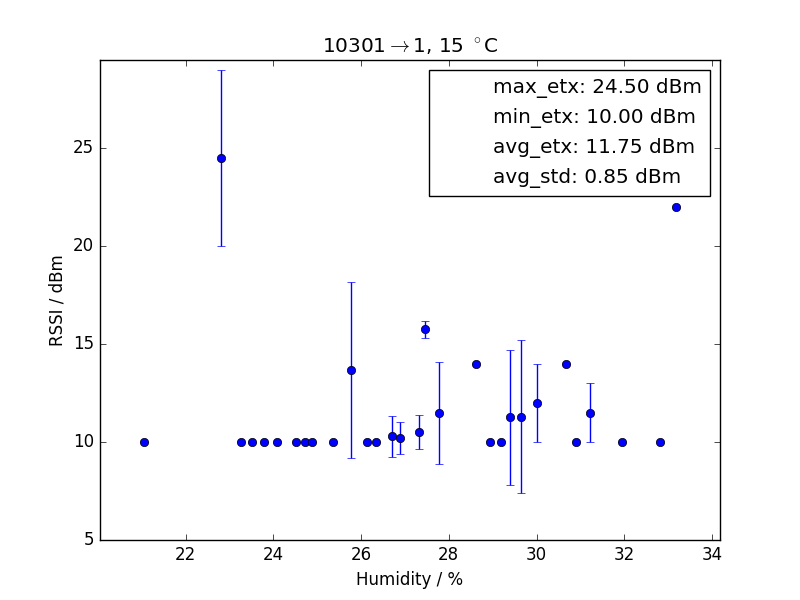 10301→1, 15 °C
max_etx: 24.50 dBm
min_etx: 10.00 dBm
avg_etx: 11.75 dBm
avg_std: 0.85 dBm
RSSI / dBm
25
20
15
10
5
22 24 26 28 30 32 34
Humidity / %